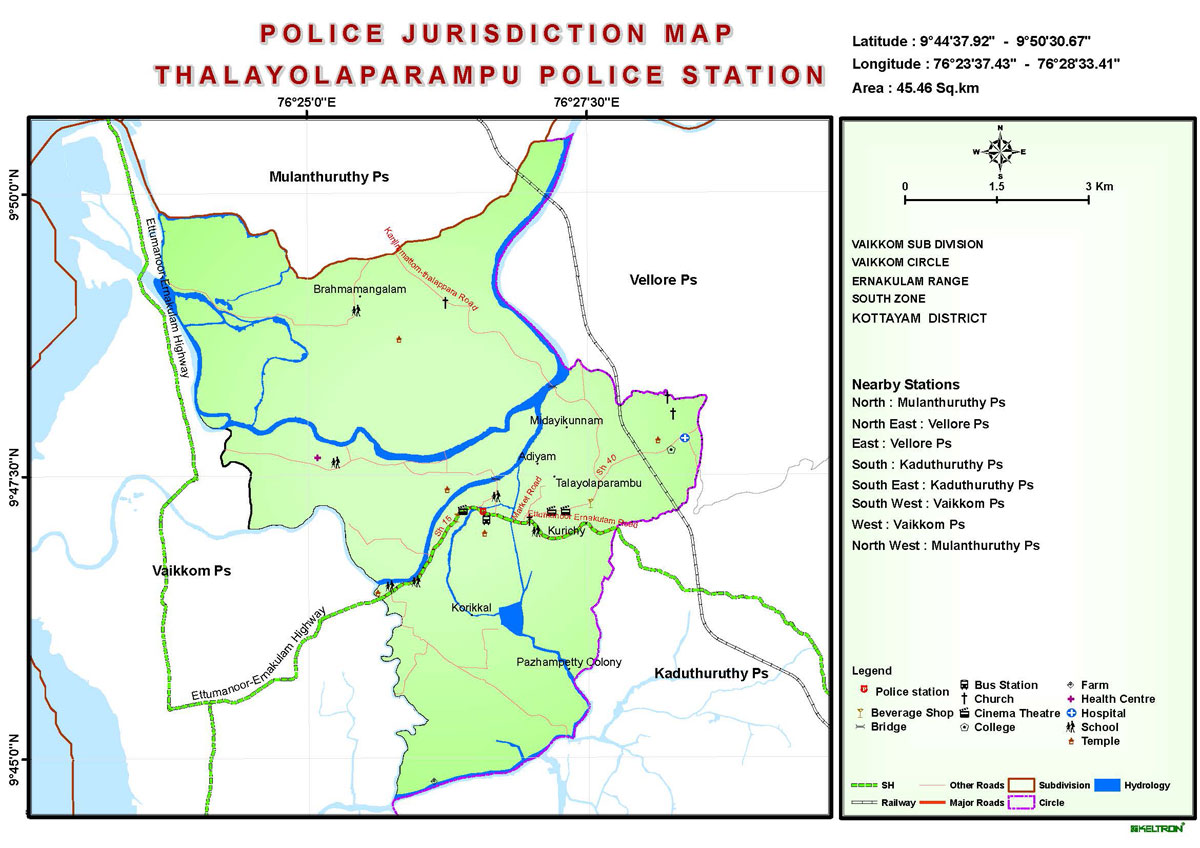 POLICE JURISDICTION MAP
THALAYOLAPARAMPU POLICE STATION
Latitude : 9°44'37.92" - 9°50'30.67"
Longitude : 76°23'37.43" - 76°28'33.41"
Area : 45.46 Sq.km
76°25'0"E
76°27'30"E
9°50'0"N
9°47'30"N
9°45'0"N
Mulanthuruthy Ps
Vellore Ps
Ettumanoor-Ernakulam Highway
Kanjirmattom-thalappara Road
Brahmamangalam
Midayikunnam
Adiyam
Sh 40
Talayolaparambu
Market Road
Sh 15
Ettumanoor Ernakulam Road
Kurichy
Vaikkom Ps
Korikkal
Ettumanoor-Ernakulam Highway
Pazhampetty Colony
Kaduthuruthy Ps
N
W
E
S
0
1.5
3 Km
VAIKKOM SUB DIVISION
VAIKKOM CIRCLE
ERNAKULAM RANGE
SOUTH ZONE
KOTTAYAM DISTRICT
Nearby Stations
North : Mulanthuruthy Ps
North East : Vellore Ps
East : Vellore Ps
South : Kaduthuruthy Ps
South East : Kaduthuruthy Ps
South West : Vaikkom Ps
West : Vaikkom Ps
North West : Mulanthuruthy Ps
Legend
Police station
Beverage Shop
Bridge
Bus Station
Church
Cinema Theatre
College
Farm
Health Centre
Hospital
School
Temple
SH
Other Roads
Subdivision
Hydrology
Railway
Major Roads
Circle
KELTRON